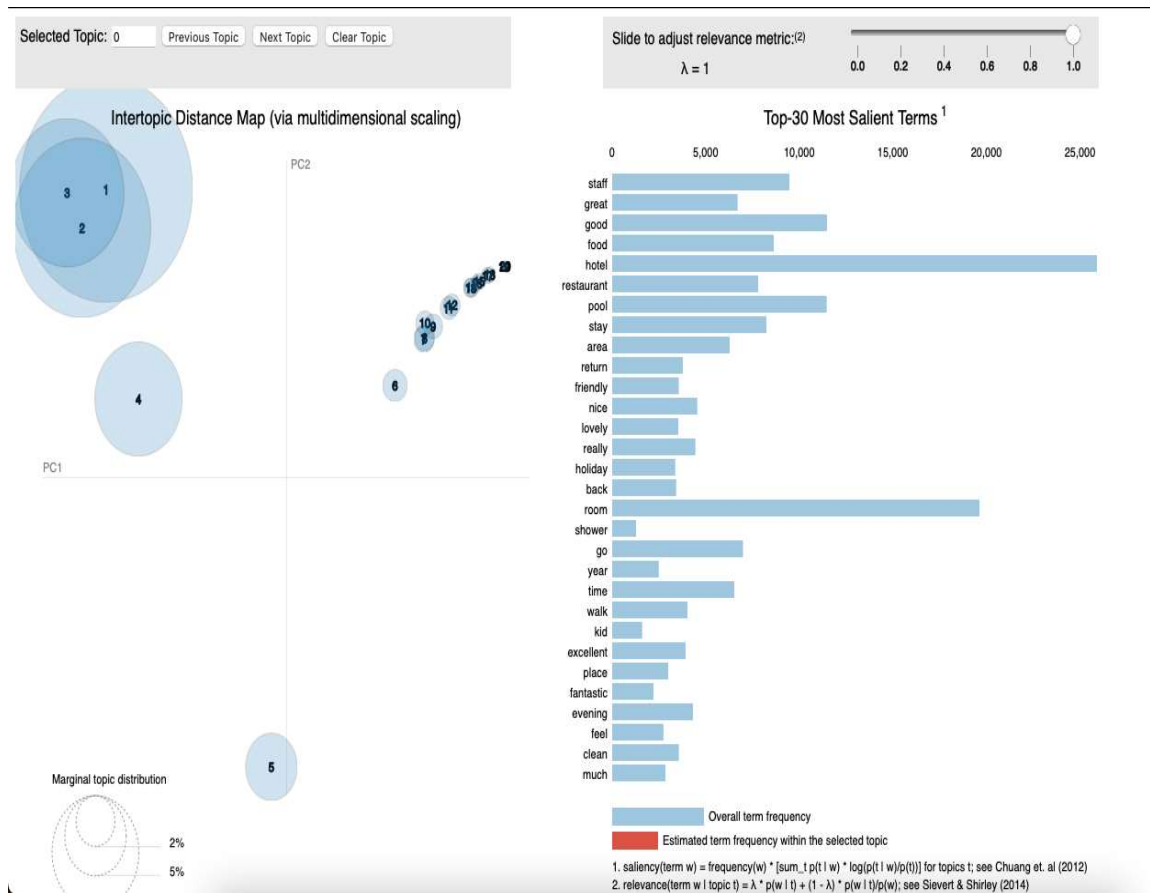 Selected Topic: 0 Previous Topic Next Topic Clear Topic
Slide to adjust relevance metric:(2)
λ = 1
0.0 0.2 0.4 0.6 0.8 1.0
Intertopic Distance Map (via multidimensional scaling)
PC2
PC1
3
1
2
4
5
6
10
9
12
Marginal topic distribution
2%
5%
Top-30 Most Salient Terms 1
0 5,000 10,000 15,000 20,000 25,000
staff
great
good
food
hotel
restaurant
pool
stay
area
return
friendly
nice
lovely
really
holiday
back
room
shower
go
year
time
walk
kid
excellent
place
fantastic
evening
feel
clean
much
Overall term frequency
Estimated term frequency within the selected topic
1. saliency(term w) = frequency(w) * [sum_t p(t | w) * log(p(t | w)/p(t))] for topics t; see Chuang et. al (2012)
2. relevance(term w | topic t) = λ * p(w | t) + (1 - λ) * p(w | t)/p(w); see Sievert & Shirley (2014)